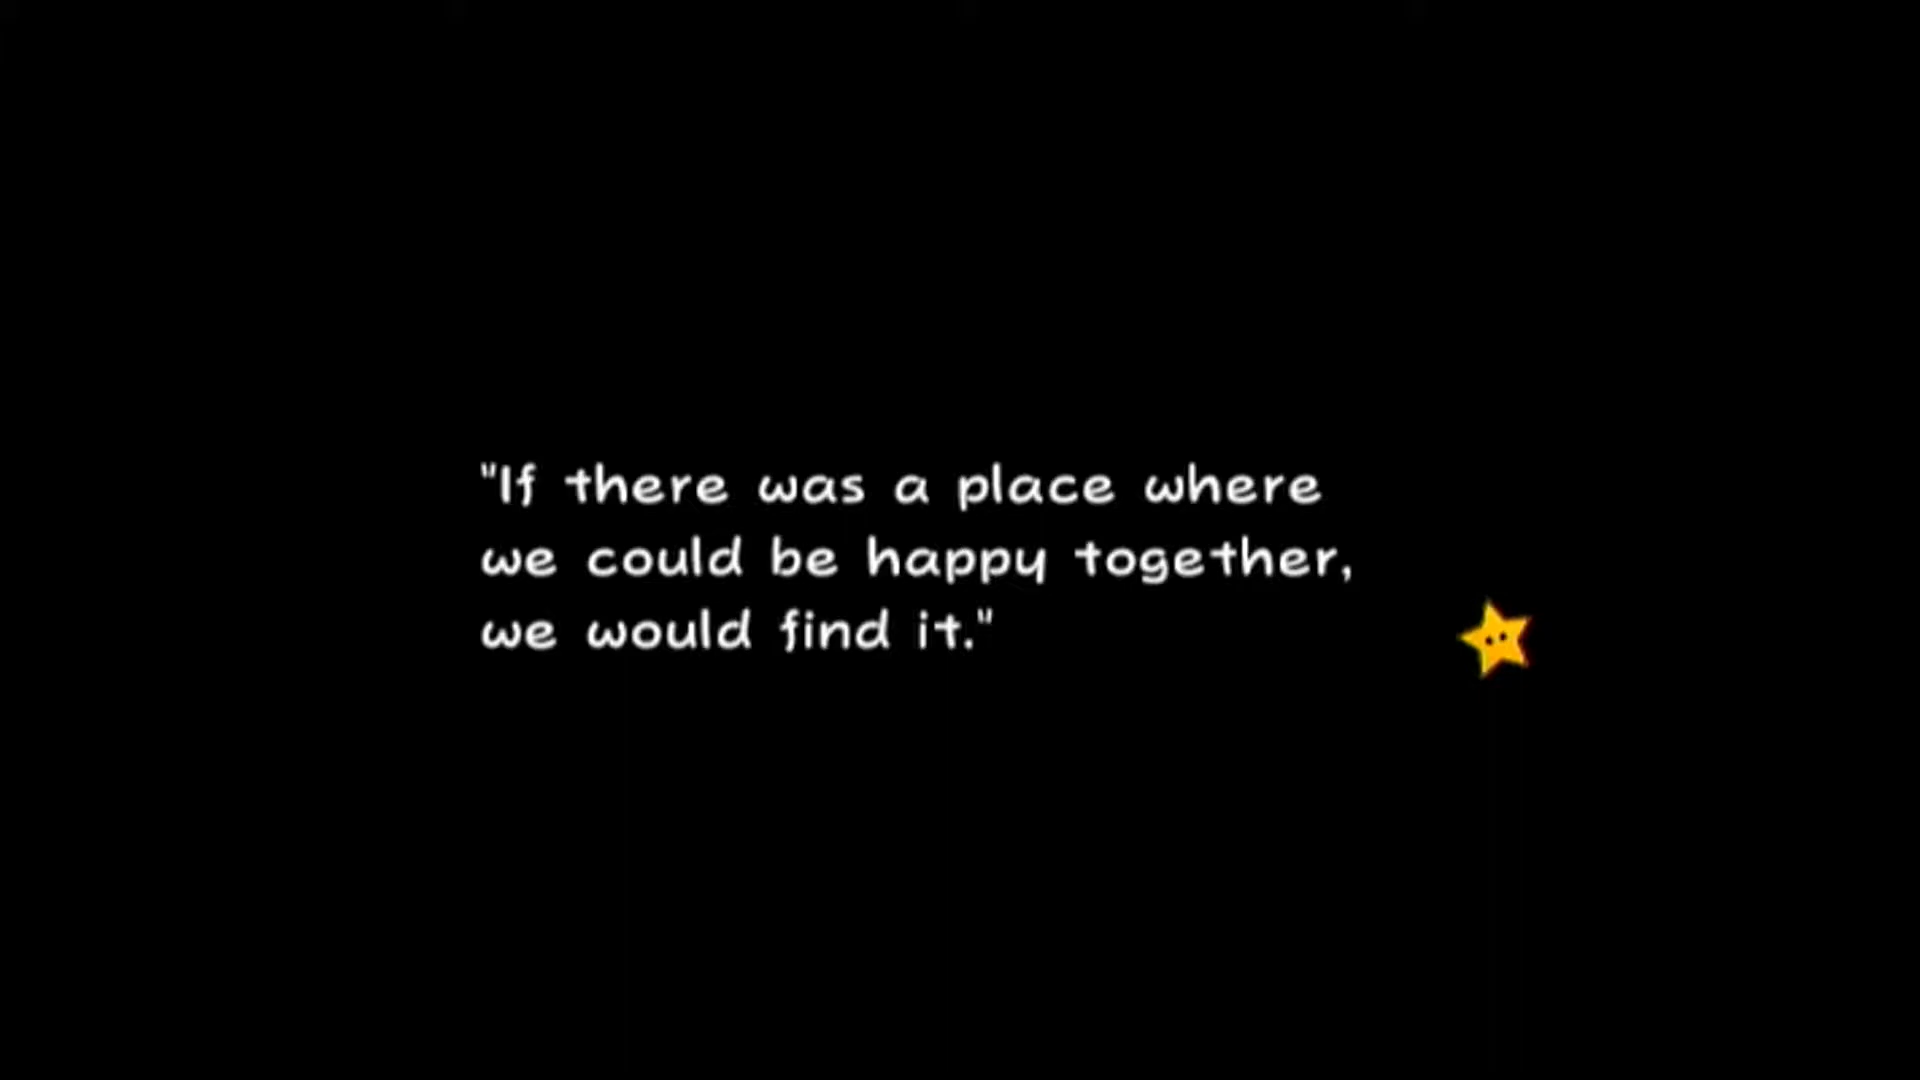 "If there was a place where
we could be happy together,
we would find it."